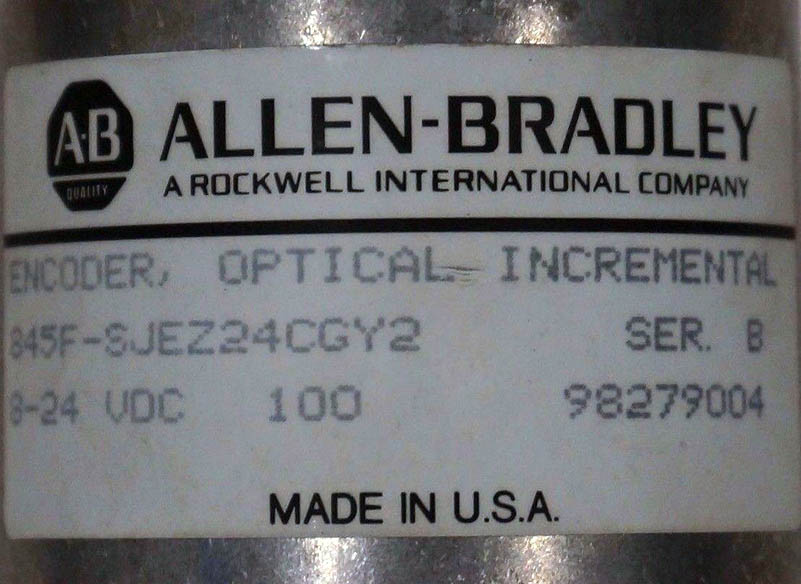 A·B
QUALITY
ALLEN-BRADLEY
A ROCKWELL INTERNATIONAL COMPANY
ENCODER, OPTICAL INCREMENTAL
845F-SJEZ24CGY2 SER. B
8-24 VDC 100 98279004
MADE IN U.S.A.